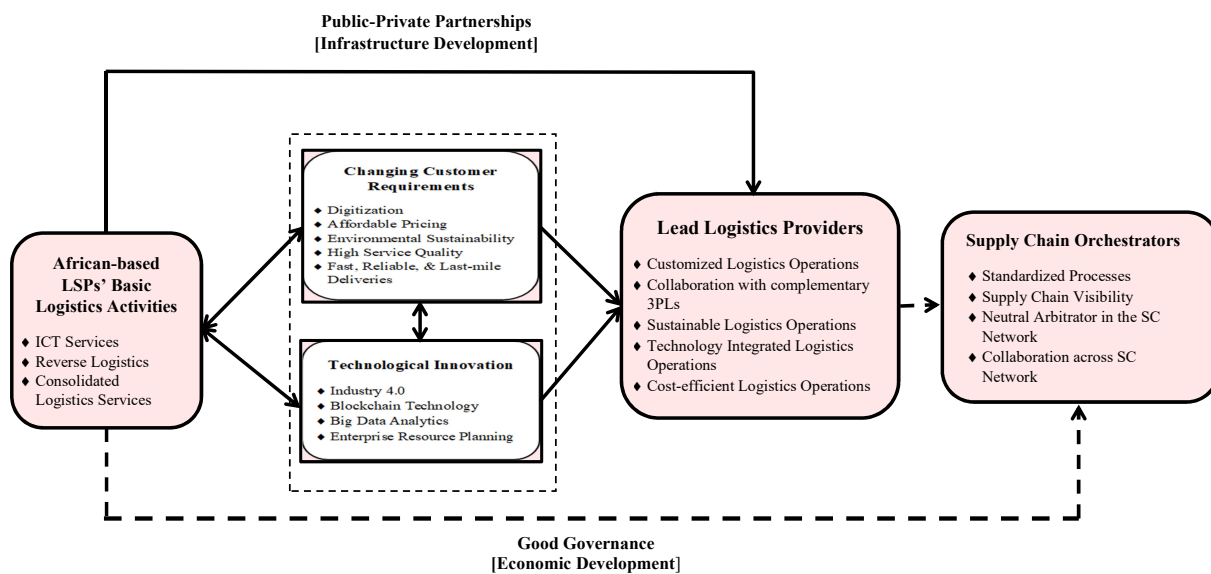 Public-Private Partnerships
[Infrastructure Development]
African-based
LSPs’ Basic
Logistics Activities
♦ ICT Services
♦ Reverse Logistics
♦ Consolidated
Logistics Services
Changing Customer
Requirements
♦ Digitization
♦ Affordable Pricing
♦ Environmental Sustainability
♦ High Service Quality
♦ Fast, Reliable, & Last-mile
Deliveries
Technological Innovation
♦ Industry 4.0
♦ Blockchain Technology
♦ Big Data Analytics
♦ Enterprise Resource Planning
Lead Logistics Providers
♦ Customized Logistics Operations
♦ Collaboration with complementary
3PLs
♦ Sustainable Logistics Operations
♦ Technology Integrated Logistics
Operations
♦ Cost-efficient Logistics Operations
Supply Chain Orchestrators
♦ Standardized Processes
♦ Supply Chain Visibility
♦ Neutral Arbitrator in the SC
Network
♦ Collaboration across SC
Network
Good Governance
[Economic Development]